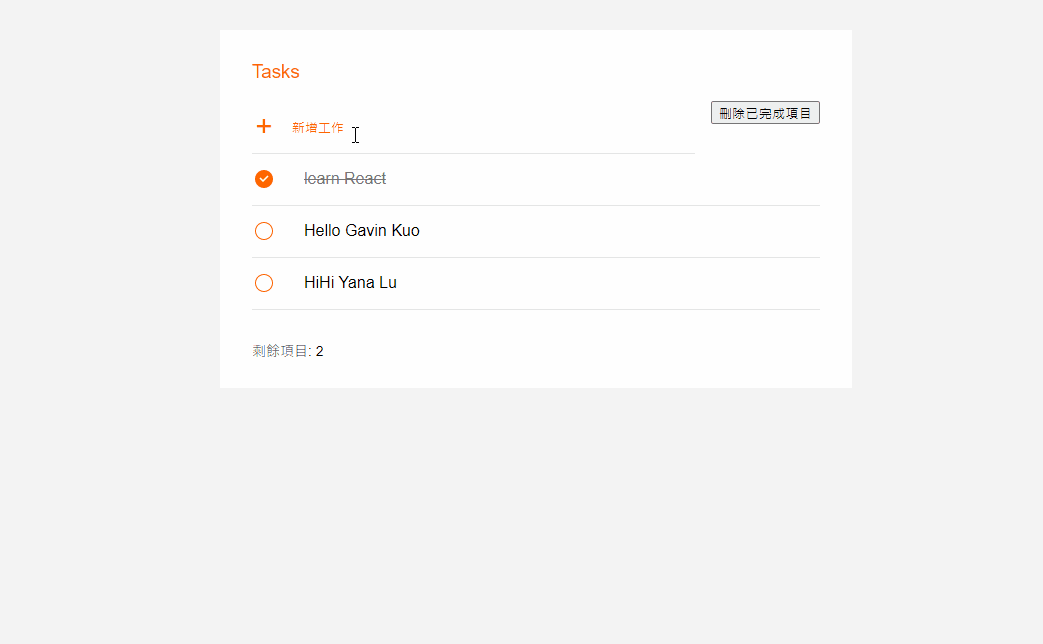 Tasks
新增工作
刪除已完成項目
learn React
Hello Gavin Kuo
HiHi Yana Lu
剩餘項目: 2